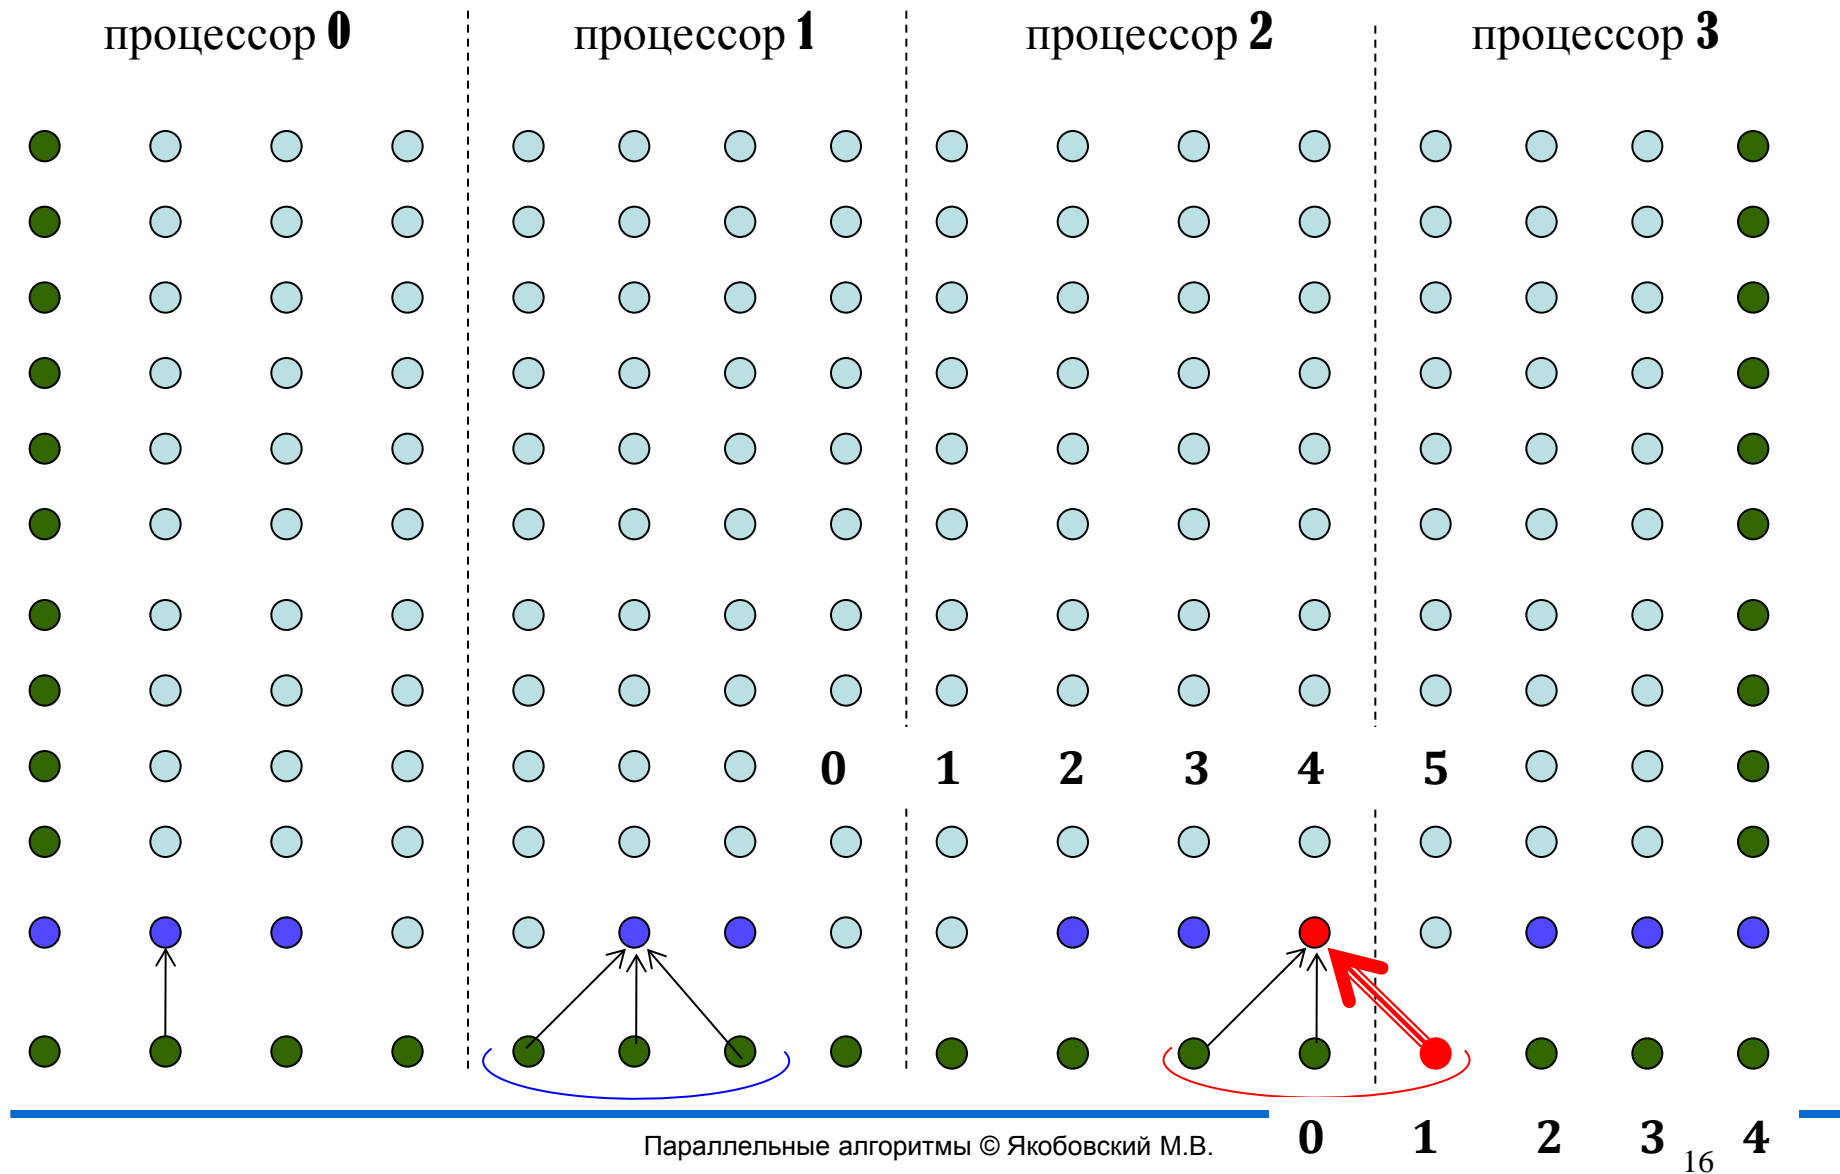 процессор 0 процессор 1 процессор 2 процессор 3
0 1 2 3 4 5
0 1 2 3 4
Параллельные алгоритмы © Якобовский М.В.
16